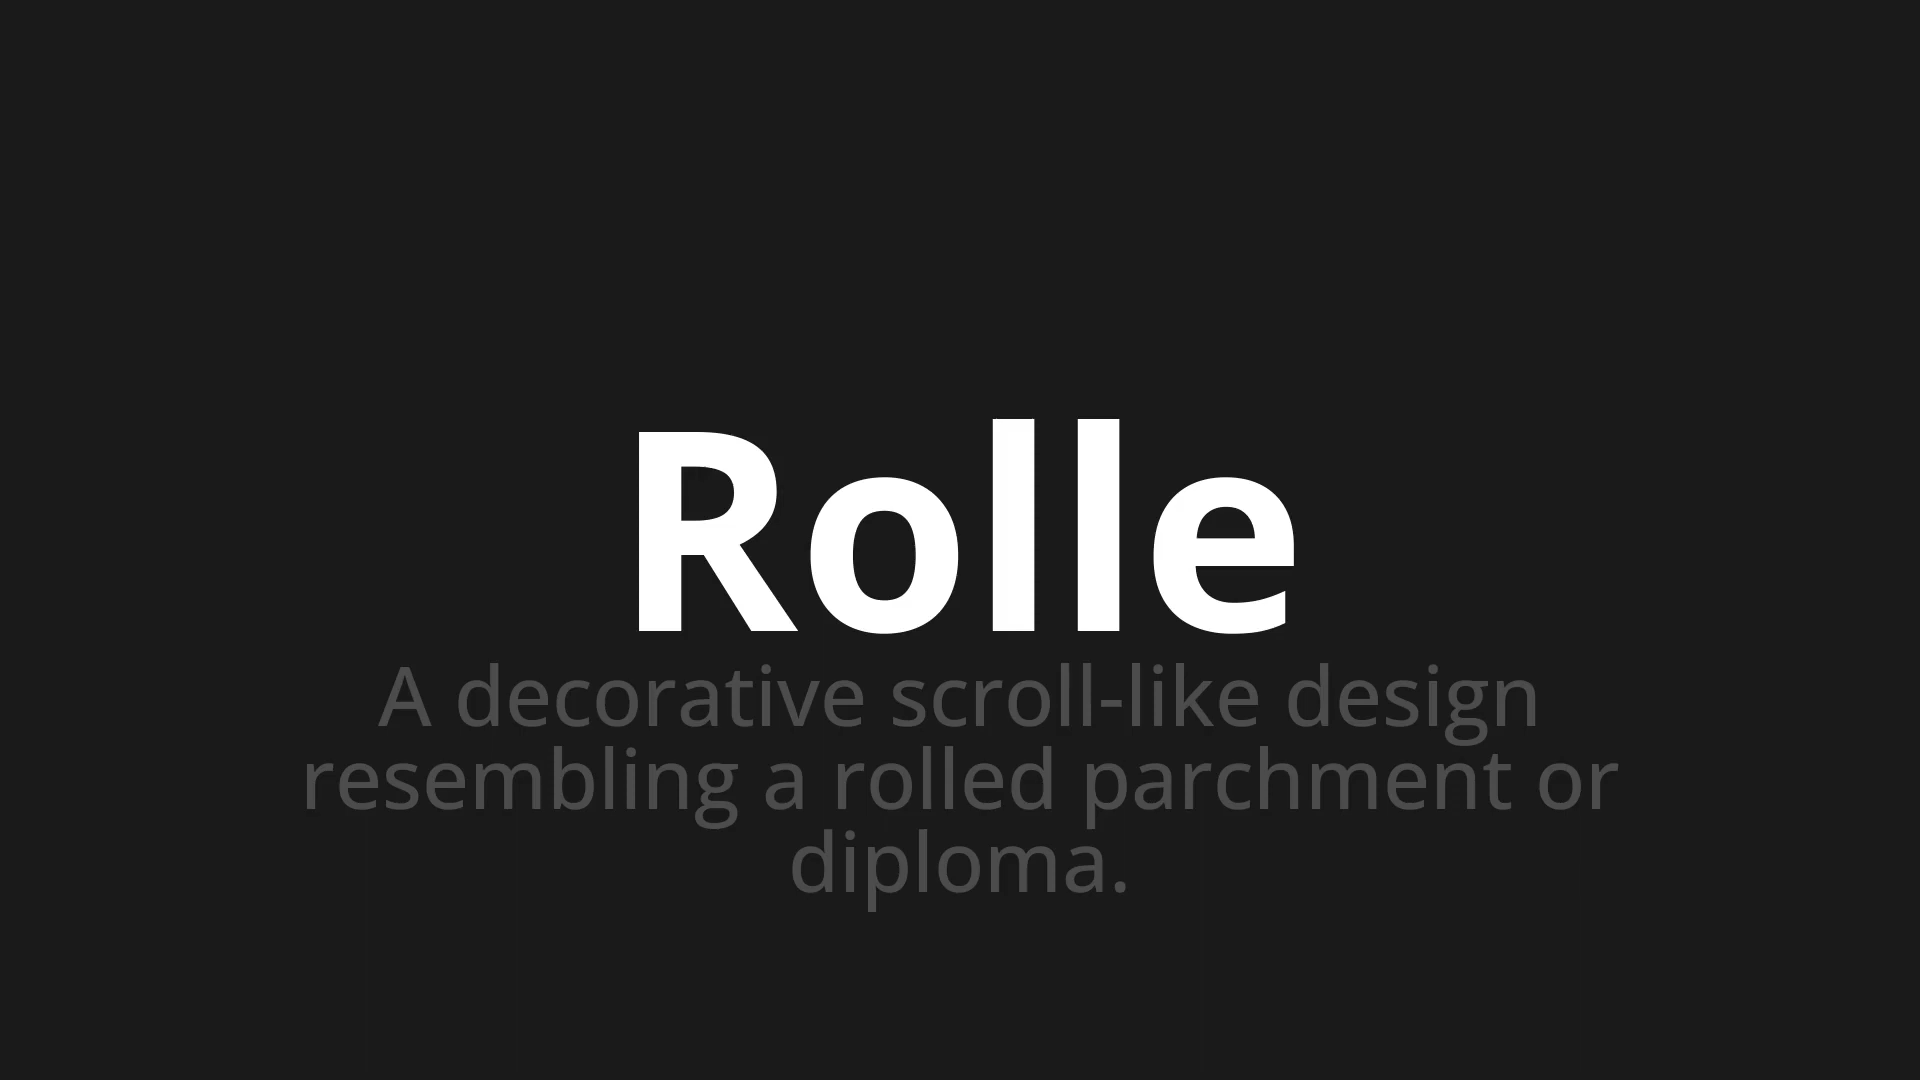 Rolle
A decorative scroll-like design
resembling a rolled parchment or
diploma.